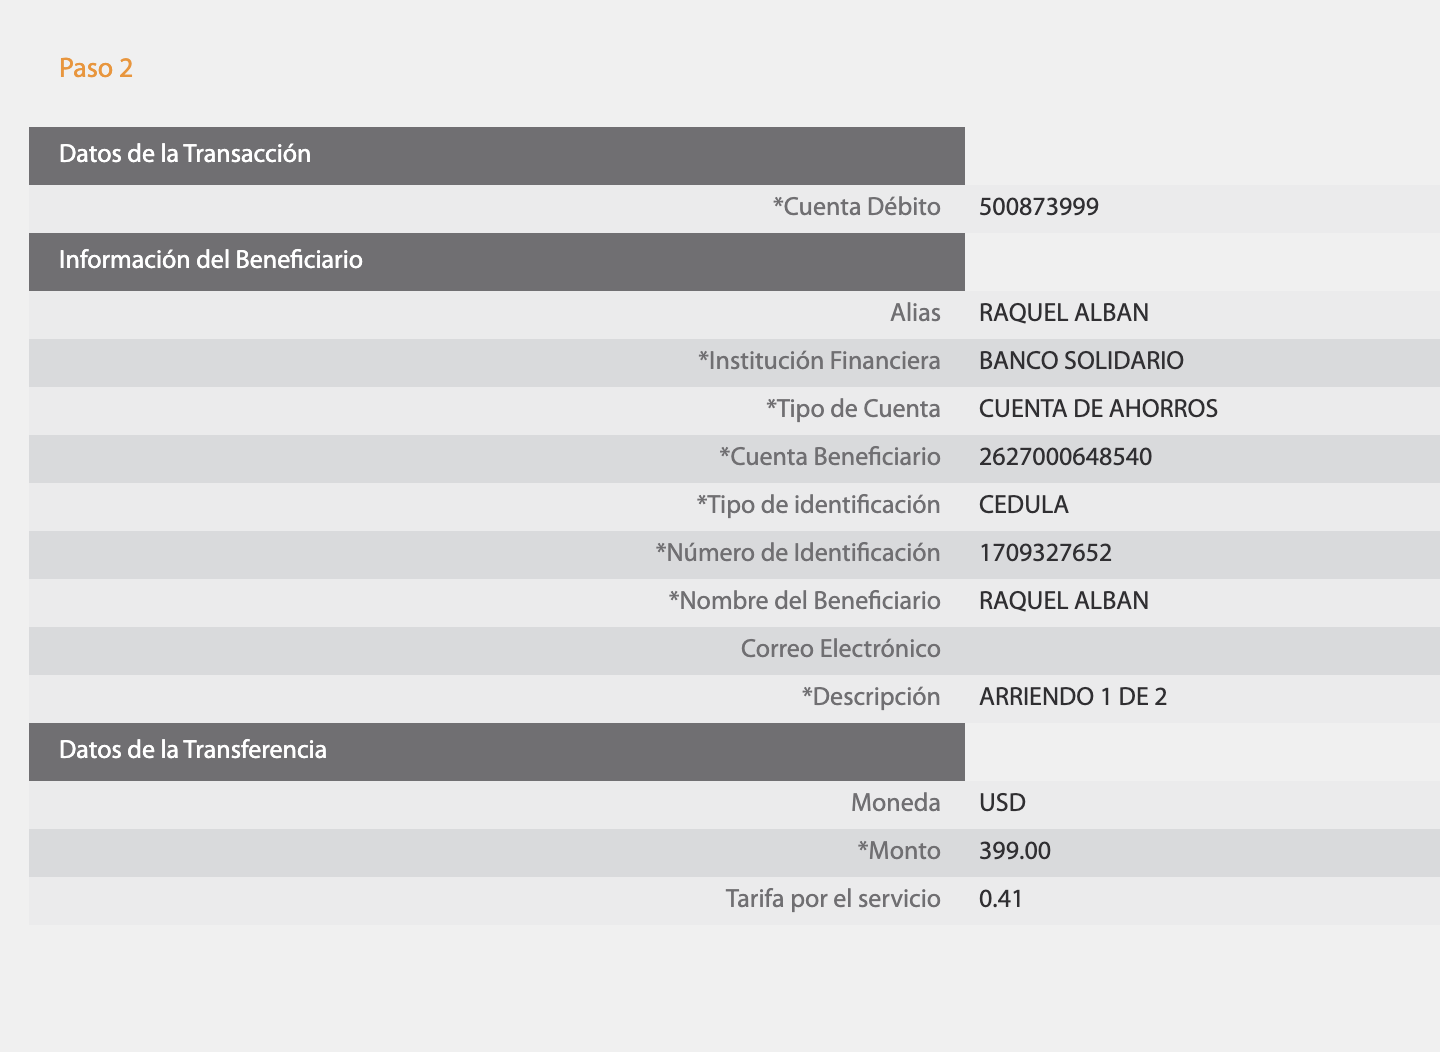 Paso 2
Datos de la Transacción
*Cuenta Débito 500873999
Información del Beneficiario
Alias RAQUEL ALBAN
*Institución Financiera BANCO SOLIDARIO
*Tipo de Cuenta CUENTA DE AHORROS
*Cuenta Beneficiario 2627000648540
*Tipo de identificación CEDULA
*Número de Identificación 1709327652
*Nombre del Beneficiario RAQUEL ALBAN
Correo Electrónico
*Descripción ARRIENDO 1 DE 2
Datos de la Transferencia
Moneda USD
*Monto 399.00
Tarifa por el servicio 0.41